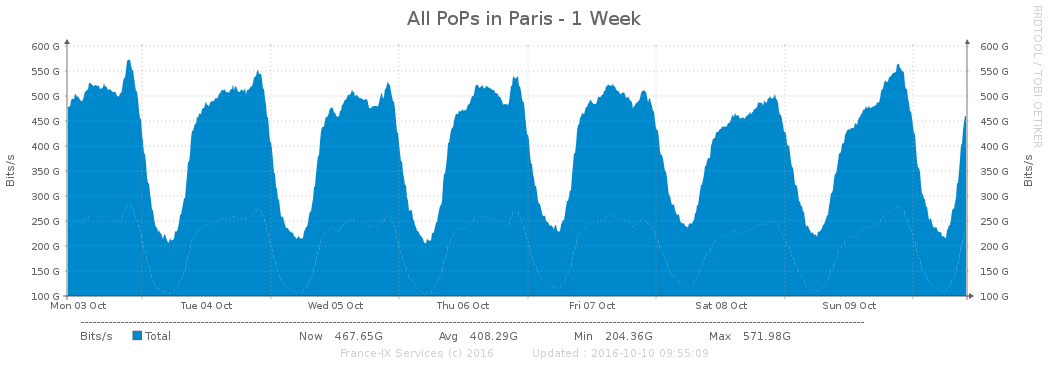 All PoPs in Paris - 1 Week
RRDTOOL / TOBI OETIKER
Bits/s
600 G
550 G
500 G
450 G
400 G
350 G
300 G
250 G
200 G
150 G
100 G
600 G
550 G
500 G
450 G
400 G
350 G
300 G
250 G
200 G
150 G
100 G
Bits/s
Mon 03 Oct Tue 04 Oct Wed 05 Oct Thu 06 Oct Fri 07 Oct Sat 08 Oct Sun 09 Oct
Bits/s Total Now 467.65G Avg 408.29G Min 204.36G Max 571.98G
France-IX Services (c) 2016 Updated : 2016-10-10 09:55:09